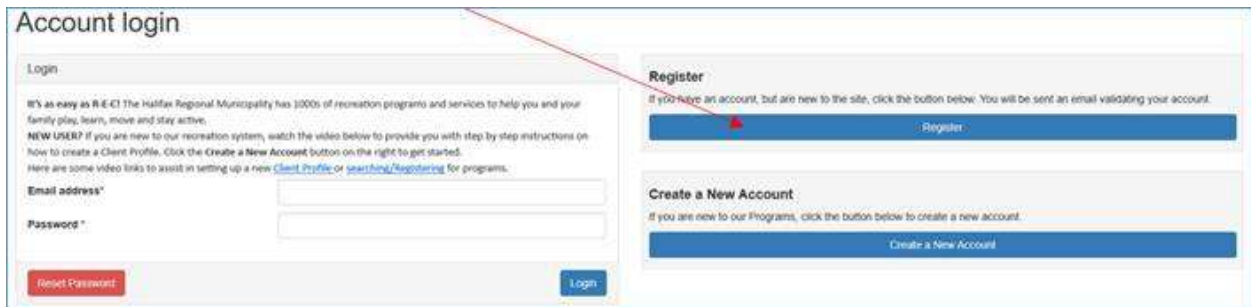 Account login
Login
It's as easy as R-E-C! The Halifax Regional Municipality has 1000s of recreation programs and services to help you and your
family play, learn, move and stay active.
NEW USER? If you are new to our recreation system, watch the video below to provide you with step by step instructions on
how to create a Client Profile. Click the Create a New Account button on the right to get started.
Here are some video links to assist in setting up a new Client Profile or searching/Registering for programs.
Email address*
Password *
Reset Password
Login
Register
If you have an account, but are new to the site, click the button below. You will be sent an email validating your account.
Register
Create a New Account
If you are new to our Programs, click the button below to create a new account.
Create a New Account